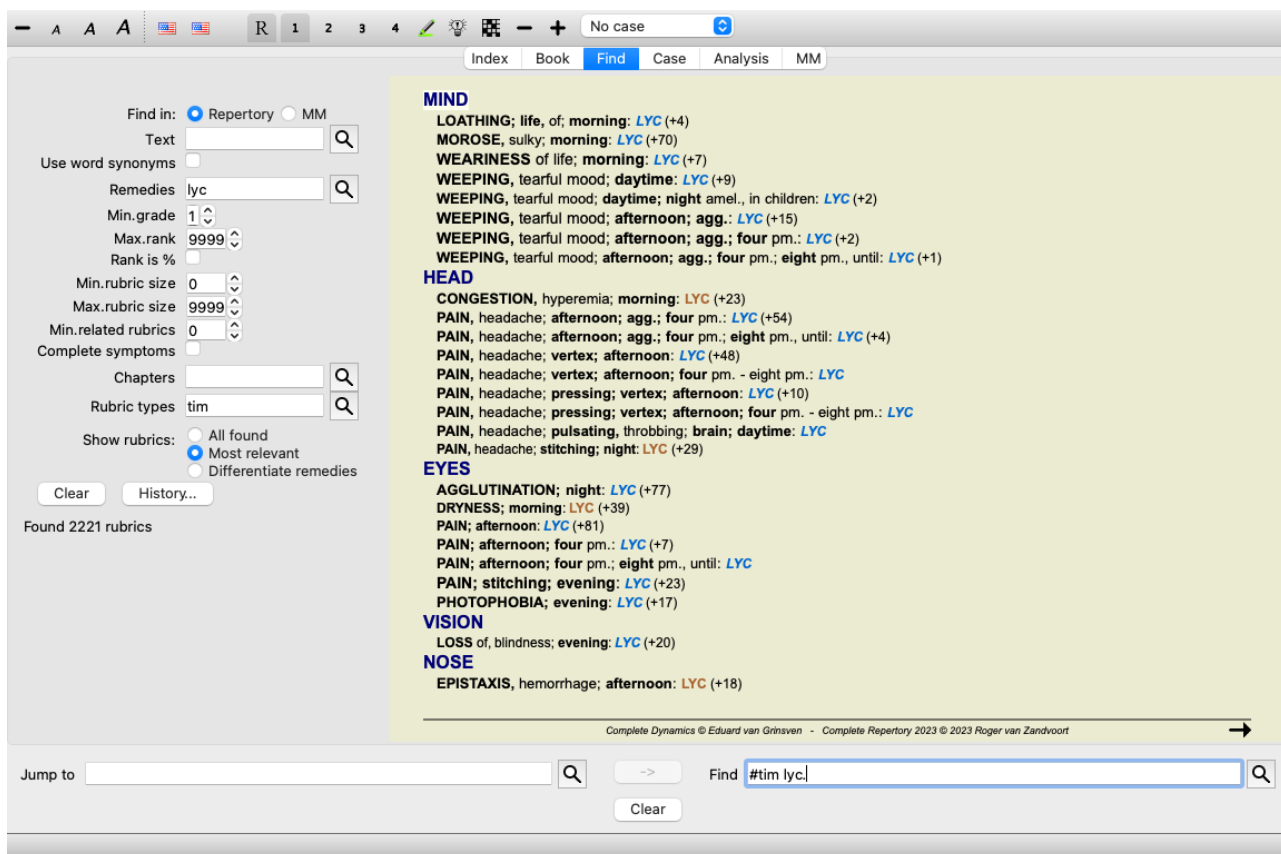 A A A R 1 2 3 4 No case
Index Book Find Case Analysis MM
Find in: Repertory MM
Text
Use word synonyms
Remedies lyc
Min.grade 1
Max.rank 9999
Rank is %
Min.rubric size 0
Max.rubric size 9999
Min.related rubrics 0
Complete symptoms
Chapters
Rubric types tim
Show rubrics: All found
Most relevant
Differentiate remedies
Clear History...
Found 2221 rubrics
MIND
LOATHING; life, of; morning: LYC (+4)
MOROSE, sulky; morning: LYC (+70)
WEARINESS of life; morning: LYC (+7)
WEEPING, tearful mood; daytime: LYC (+9)
WEEPING, tearful mood; daytime; night amel., in children: LYC (+2)
WEEPING, tearful mood; afternoon; agg.: LYC (+15)
WEEPING, tearful mood; afternoon; agg.; four pm.: LYC (+2)
WEEPING, tearful mood; afternoon; agg.; four pm.; eight pm., until: LYC (+1)
HEAD
CONGESTION, hyperemia; morning: LYC (+23)
PAIN, headache; afternoon; agg.; four pm.: LYC (+54)
PAIN, headache; afternoon; agg.; four pm.; eight pm., until: LYC (+4)
PAIN, headache; vertex; afternoon: LYC (+48)
PAIN, headache; vertex; afternoon; four pm. - eight pm.: LYC
PAIN, headache; pressing; vertex; afternoon: LYC (+10)
PAIN, headache; pressing; vertex; afternoon; four pm. - eight pm.: LYC
PAIN, headache; pulsating, throbbing; brain; daytime: LYC
PAIN, headache; stitching; night: LYC (+29)
EYES
AGGLUTINATION; night: LYC (+77)
DRYNESS; morning: LYC (+39)
PAIN; afternoon: LYC (+81)
PAIN; afternoon; four pm.: LYC (+7)
PAIN; afternoon; four pm.; eight pm., until: LYC
PAIN; stitching; evening: LYC (+23)
PHOTOPHOBIA; evening: LYC (+17)
VISION
LOSS of, blindness; evening: LYC (+20)
NOSE
EPISTAXIS, hemorrhage; afternoon: LYC (+18)
Complete Dynamics © Eduard van Grinsven - Complete Repertory 2023 © 2023 Roger van Zandvoort
Jump to -> Find #tim lyc.
Clear